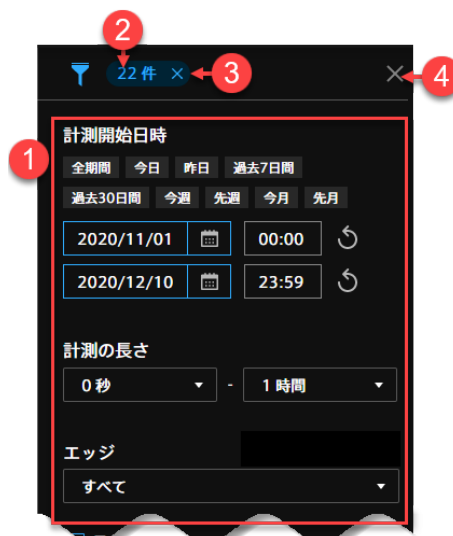 2
22 件 ×
3
× 4
1
計測開始日時
全期間 今日 昨日 過去7日間
過去30日間 今週 先週 今月 先月
2020/11/01 00:00
2020/12/10 23:59
計測の長さ
0 秒 - 1 時間
エッジ
すべて